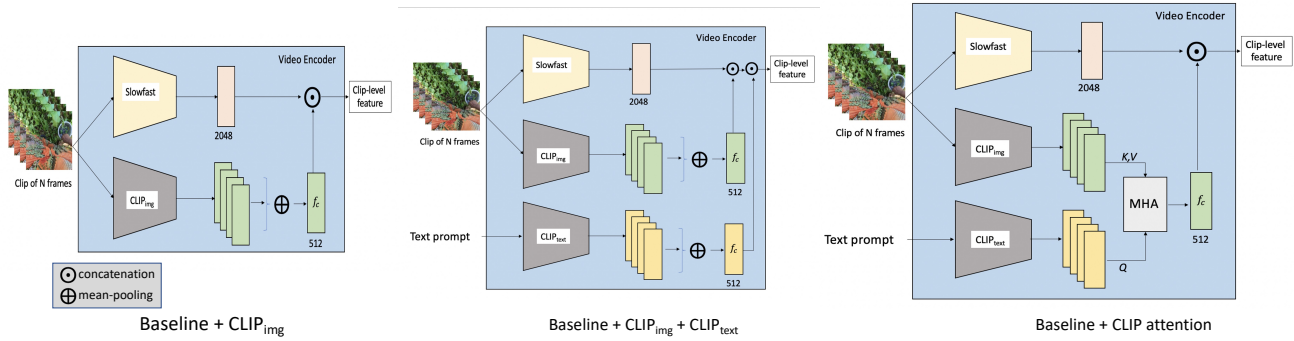 Video Encoder
Slowfast
2048
⊙
Clip-level
feature
Clip of N frames
CLIPimg
⊕
fc
512
⊙ concatenation
⊕ mean-pooling
Baseline + CLIPimg
Video Encoder
Slowfast
2048
⊙ ⊙
Clip-level
feature
Clip of N frames
CLIPimg
⊕
fc
512
Text prompt
CLIPtext
⊕
fc
512
Baseline + CLIPimg + CLIPtext
Video Encoder
Slowfast
2048
⊙
Clip-level
feature
Clip of N frames
CLIPimg
K,V
MHA
fc
512
Text prompt
CLIPtext
Q
Baseline + CLIP attention